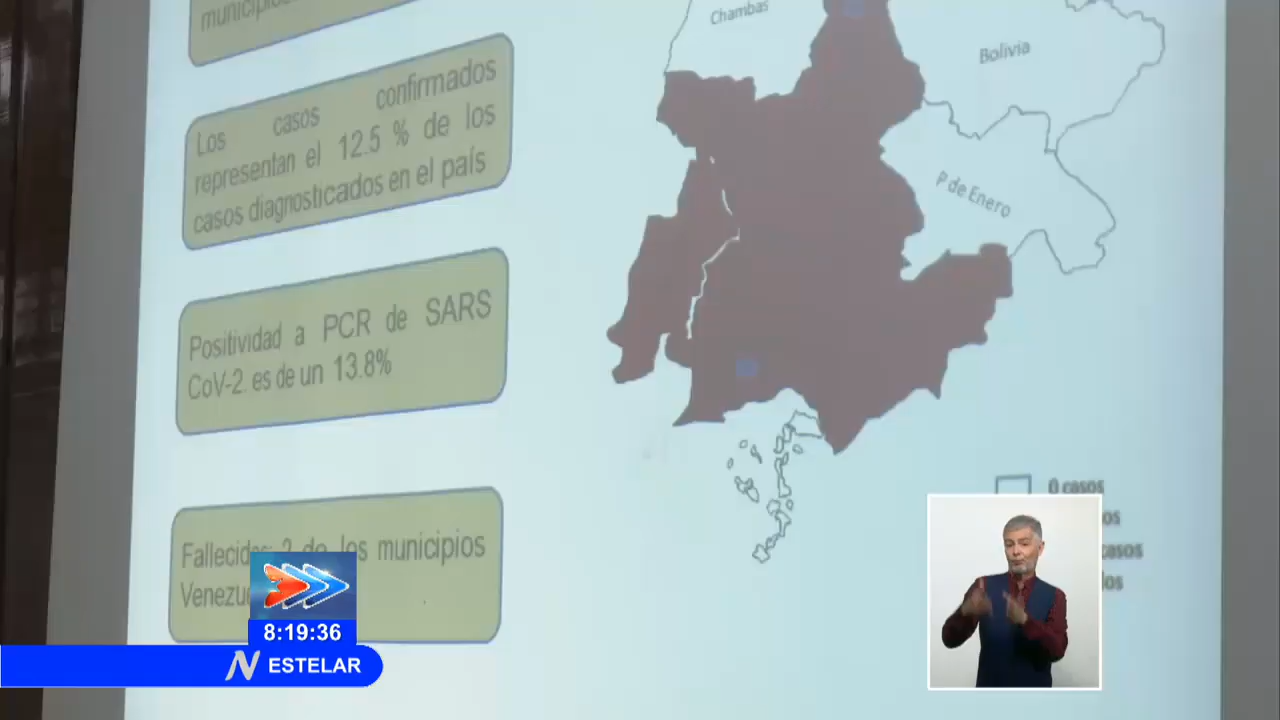 municipios
Los casos confirmados
representan el 12.5 % de los
casos diagnosticados en el país
Positividad a PCR de SARS
CoV-2. es de un 13.8%
Fallecidos: de los municipios
Chambas
Bolivia
P de Enero
0 casos
8:19:36
N ESTELAR